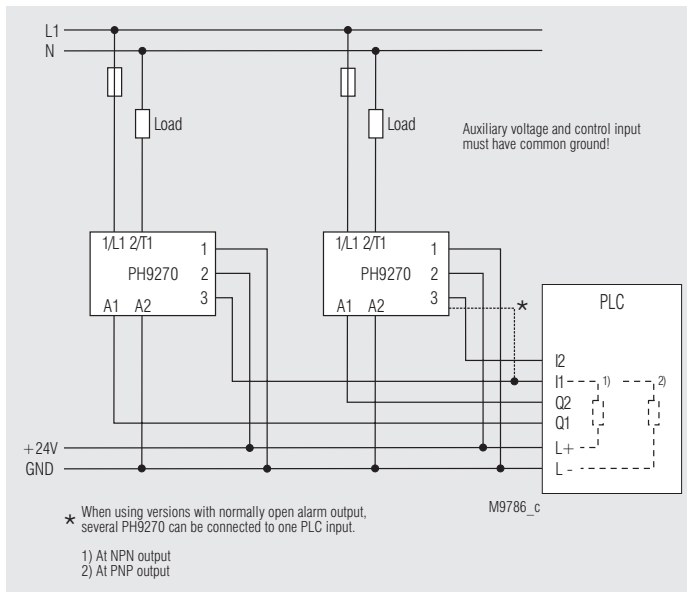 L1
N
Load
Load
Auxiliary voltage and control input
must have common ground!
1/L1 2/T1
1
PH9270
2
3
A1 A2
1/L1 2/T1
1
PH9270
2
3
A1 A2
*
PLC
I2
I1
1)
2)
Q2
Q1
L+
L -
+24V
GND
M9786_c
* When using versions with normally open alarm output,
several PH9270 can be connected to one PLC input.
1) At NPN output
2) At PNP output